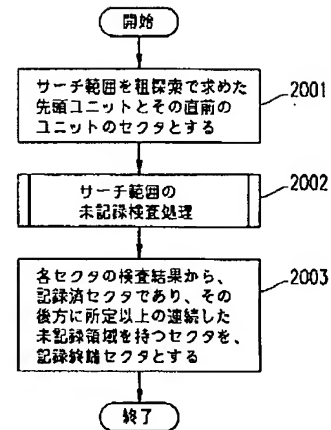 開始
サーチ範囲を粗探索で求めた
先頭ユニットとその直前の
ユニットのセクタとする
2001
サーチ範囲の
未記録検査処理
2002
各セクタの検査結果から、
記録済セクタであり、その
後方に所定以上の連続した
未記録領域を持つセクタを、
記録終端セクタとする
2003
終了